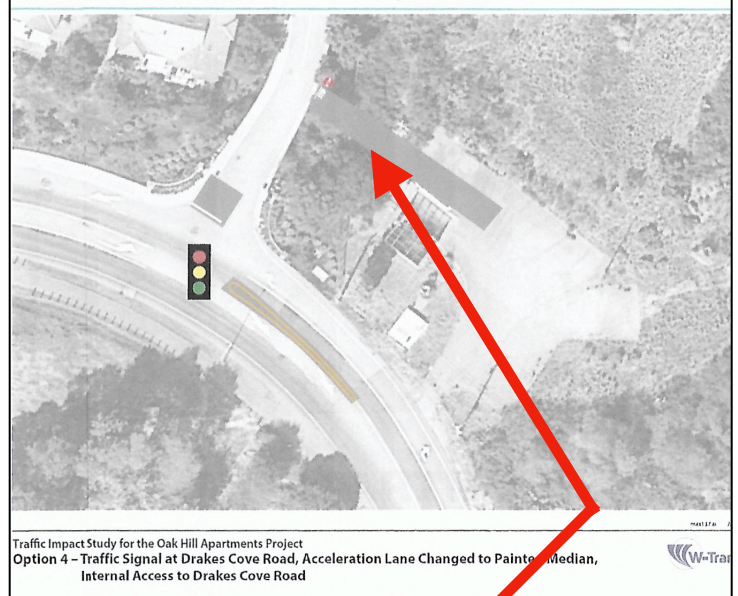 Traffic Impact Study for the Oak Hill Apartments Project
Option 4 – Traffic Signal at Drakes Cove Road, Acceleration Lane Changed to Painted Median,
Internal Access to Drakes Cove Road
W-Tran